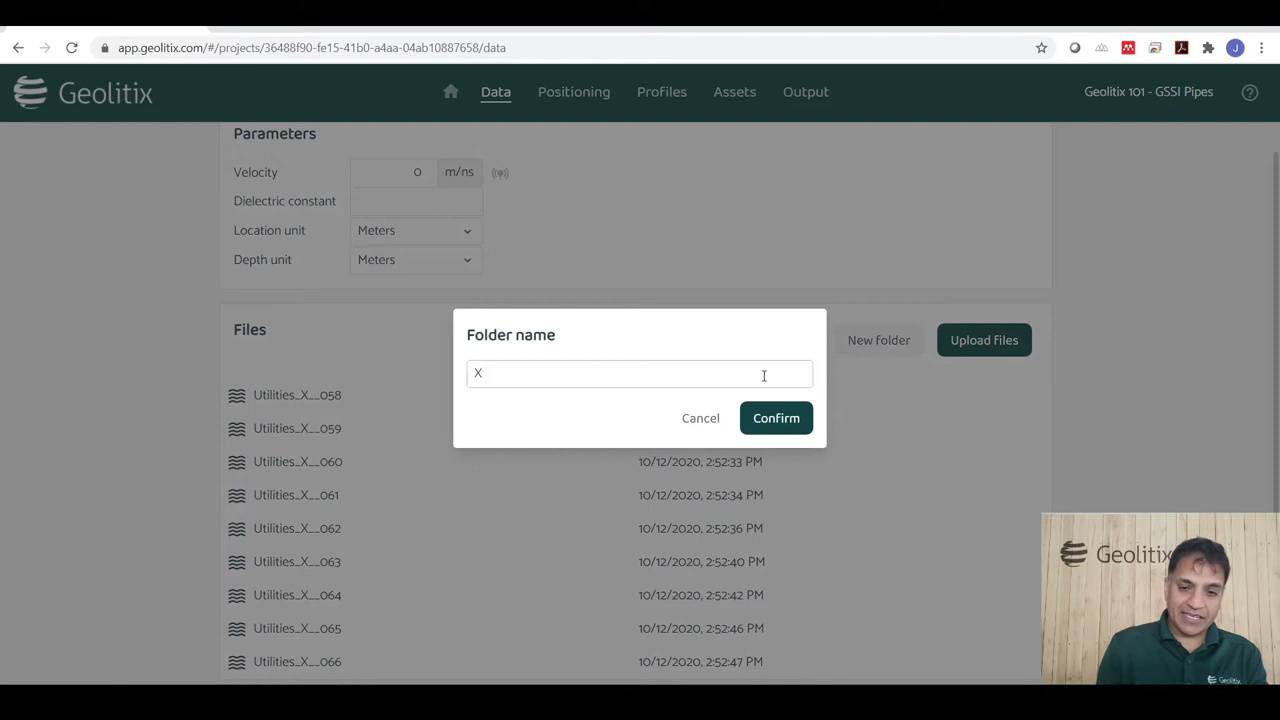 app.geolitix.com/#/projects/36488f90-fe15-41b0-a4aa-04ab10887658/data
J
Geolitix
Data
Positioning
Profiles
Assets
Output
Geolitix 101 - GSSI Pipes
?
Parameters
Velocity
0
m/ns
Dielectric constant
Location unit
Meters
Depth unit
Meters
Files
New folder
Upload files
Folder name
X
Cancel
Confirm
Utilities_X__058
Utilities_X__059
Utilities_X__060 10/12/2020, 2:52:33 PM
Utilities_X__061 10/12/2020, 2:52:34 PM
Utilities_X__062 10/12/2020, 2:52:36 PM
Utilities_X__063 10/12/2020, 2:52:40 PM
Utilities_X__064 10/12/2020, 2:52:42 PM
Utilities_X__065 10/12/2020, 2:52:46 PM
Utilities_X__066 10/12/2020, 2:52:47 PM
Geolitix
Geolitix